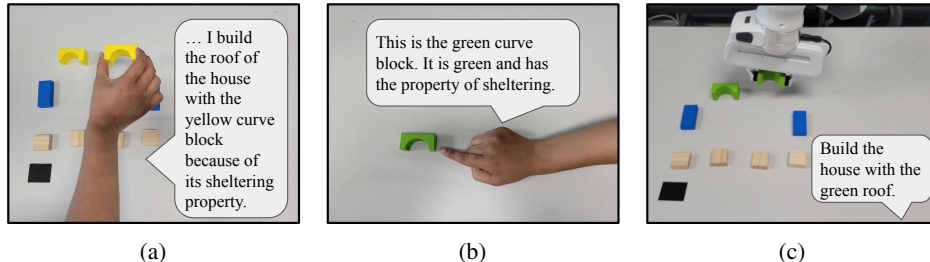 ... I build
the roof of
the house
with the
yellow curve
block
because of
its sheltering
property.
This is the green curve
block. It is green and has
the property of sheltering.
Build the
house with the
green roof.
(a)
(b)
(c)